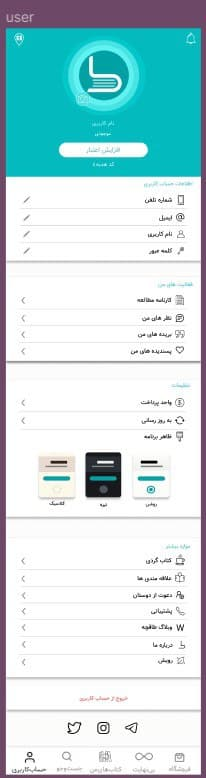 user
نام کاربری
موجودی
افزایش اعتبار
کد هدیه
اطلاعات حساب کاربری
شماره تلفن
ایمیل
نام کاربری
کلمه عبور
فعالیت های من
کارنامه مطالعه
نظر های من
بریده های من
پسندیده های من
تنظیمات
واحد پرداخت
به روز رسانی
ظاهر برنامه
روشن
تیره
کلاسیک
موارد بیشتر
کتاب گردی
علاقه مندی ها
دعوت از دوستان
پشتیبانی
وبلاگ طاقچه
درباره ما
رویش
خروج از حساب کاربری
فروشگاه
بی‌نهایت
کتاب‌های‌من
جست‌وجو
حساب‌کاربری